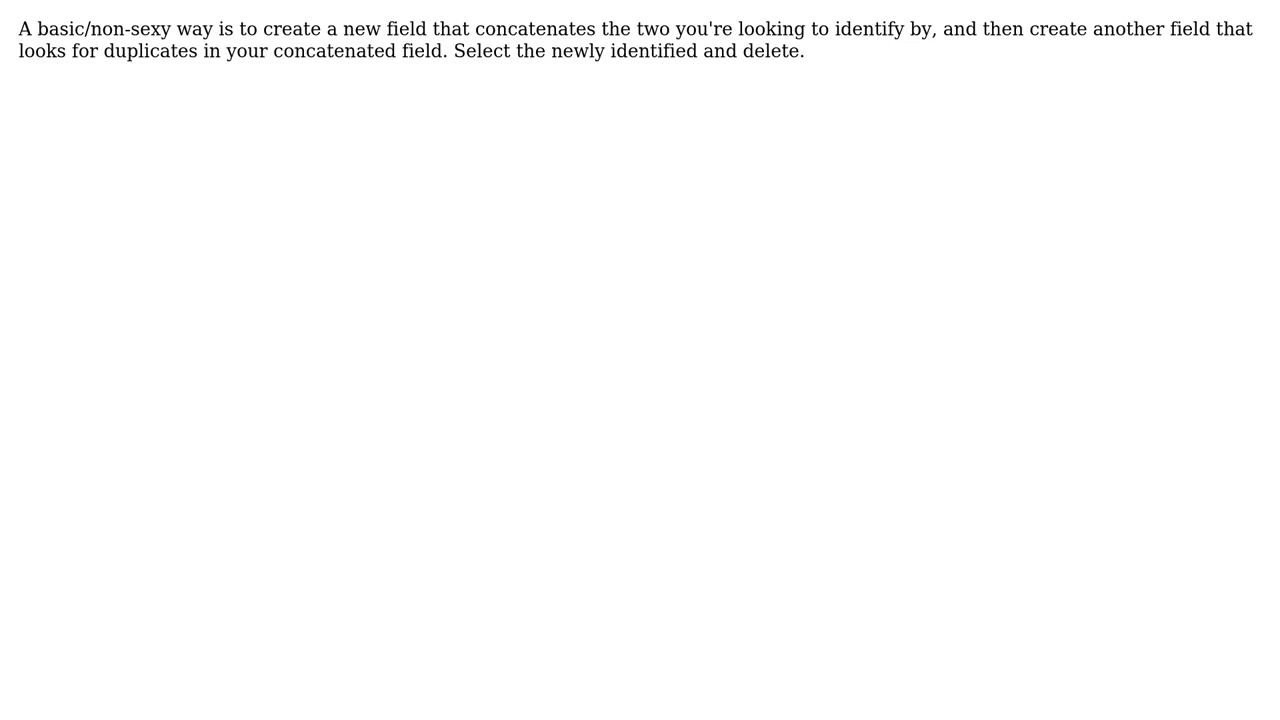 A basic/non-sexy way is to create a new field that concatenates the two you're looking to identify by, and then create another field that
looks for duplicates in your concatenated field. Select the newly identified and delete.